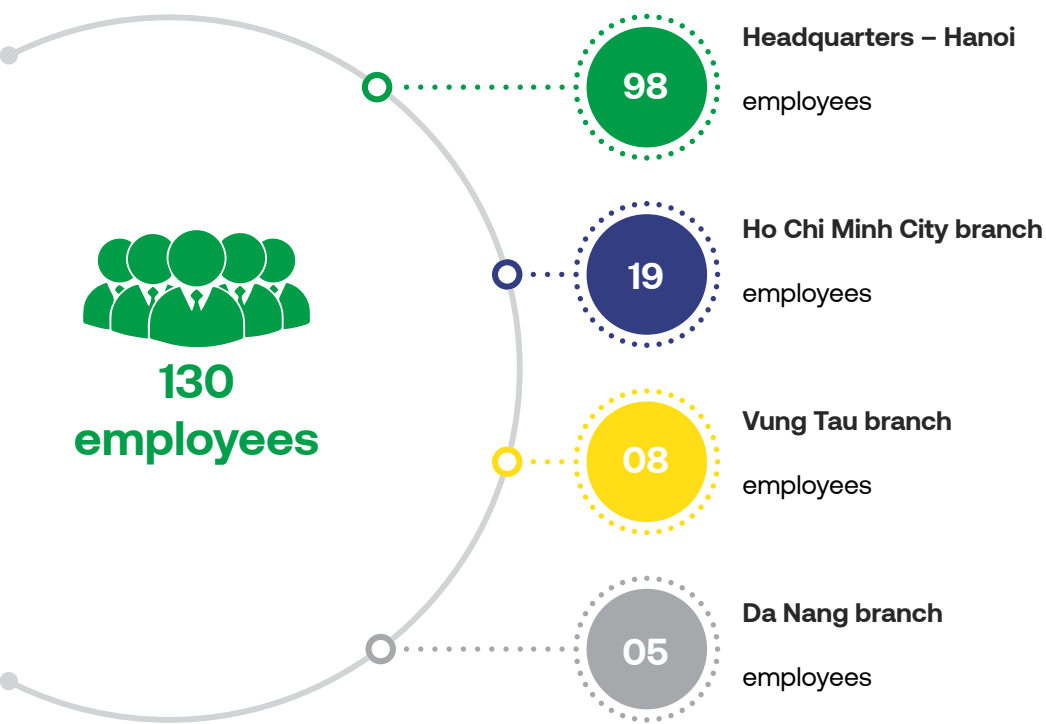 130
employees
98
Headquarters – Hanoi
employees
19
Ho Chi Minh City branch
employees
08
Vung Tau branch
employees
05
Da Nang branch
employees